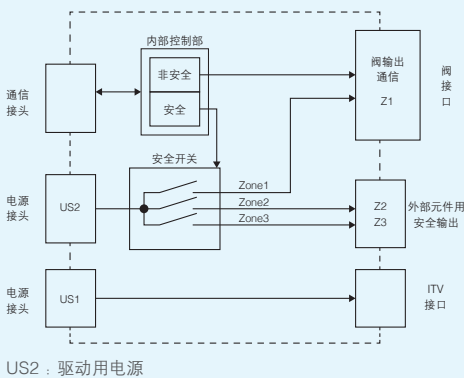 内部控制部
非安全
安全
通信
接头
阀输出
通信
Z1
阀
接
口
安全开关
Zone1
Zone2
Zone3
电源
接头
US2
Z2
Z3
外部元件用
安全输出
电源
接头
US1
ITV
接口
US2：驱动用电源